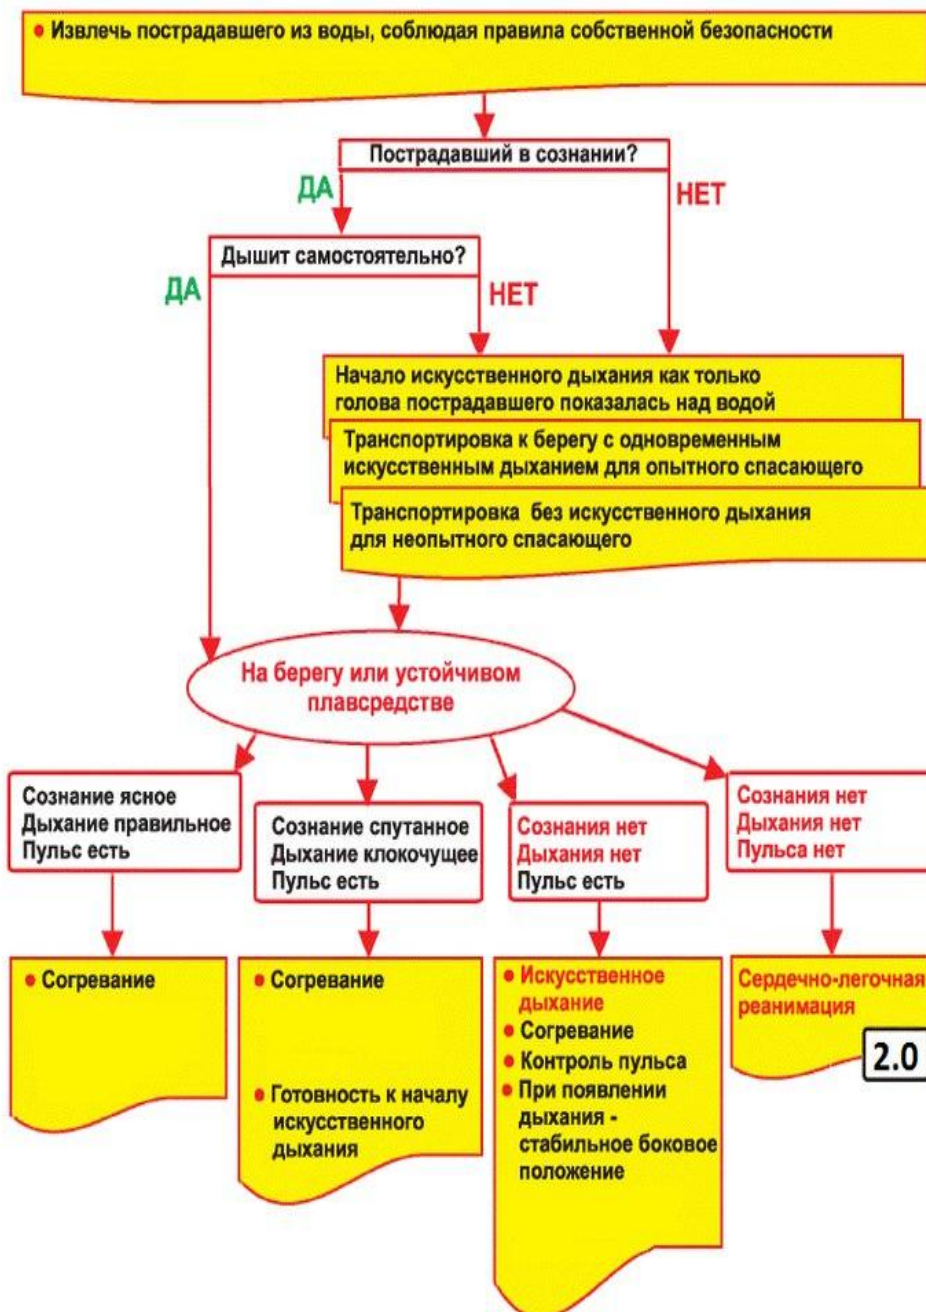 • Извлечь пострадавшего из воды, соблюдая правила собственной безопасности
Пострадавший в сознании?
ДА
НЕТ
Дышит самостоятельно?
ДА
НЕТ
Начало искусственного дыхания как только
голова пострадавшего показалась над водой
Транспортировка к берегу с одновременным
искусственным дыханием для опытного спасающего
Транспортировка без искусственного дыхания
для неопытного спасающего
На берегу или устойчивом
плавсредстве
Сознание ясное
Дыхание правильное
Пульс есть
Сознание спутанное
Дыхание клокочущее
Пульс есть
Сознания нет
Дыхания нет
Пульс есть
Сознания нет
Дыхания нет
Пульса нет
• Согревание
• Согревание
• Готовность к началу
искусственного
дыхания
• Искусственное
дыхание
• Согревание
• Контроль пульса
• При появлении
дыхания -
стабильное боковое
положение
Сердечно-легочная
реанимация
2.0